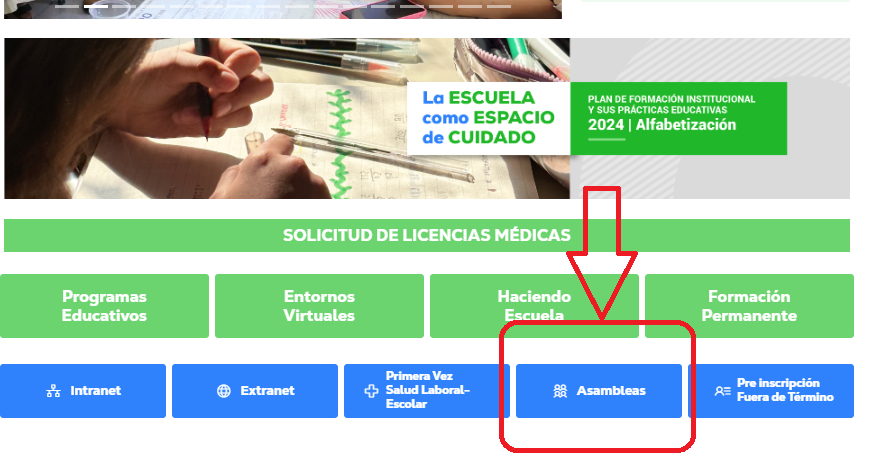 La ESCUELA
como ESPACIO
de CUIDADO
PLAN DE FORMACIÓN INSTITUCIONAL
Y SUS PRÁCTICAS EDUCATIVAS
2024 | Alfabetización
SOLICITUD DE LICENCIAS MÉDICAS
Programas
Educativos
Entornos
Virtuales
Haciendo
Escuela
Formación
Permanente
Intranet
Extranet
Primera Vez
Salud Laboral-
Escolar
Asambleas
Pre inscripción
Fuera de Término